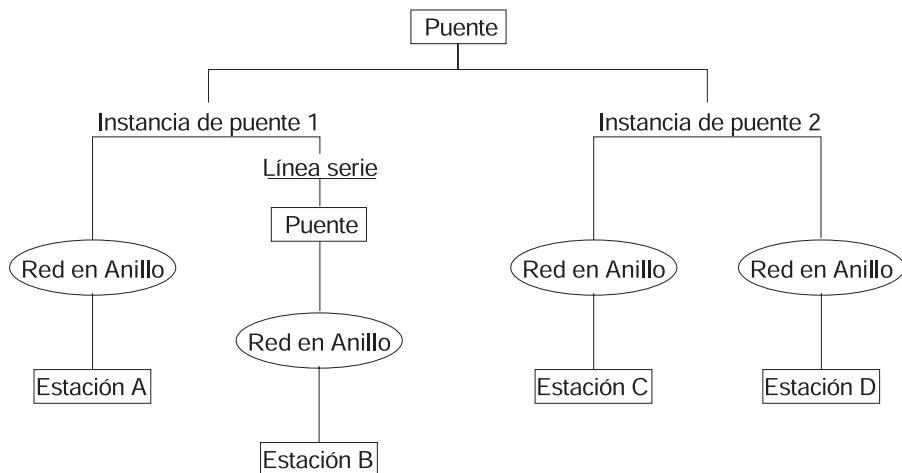 Puente
Instancia de puente 1
Instancia de puente 2
Línea serie
Puente
Red en Anillo
Red en Anillo
Red en Anillo
Red en Anillo
Estación A
Estación C
Estación D
Estación B